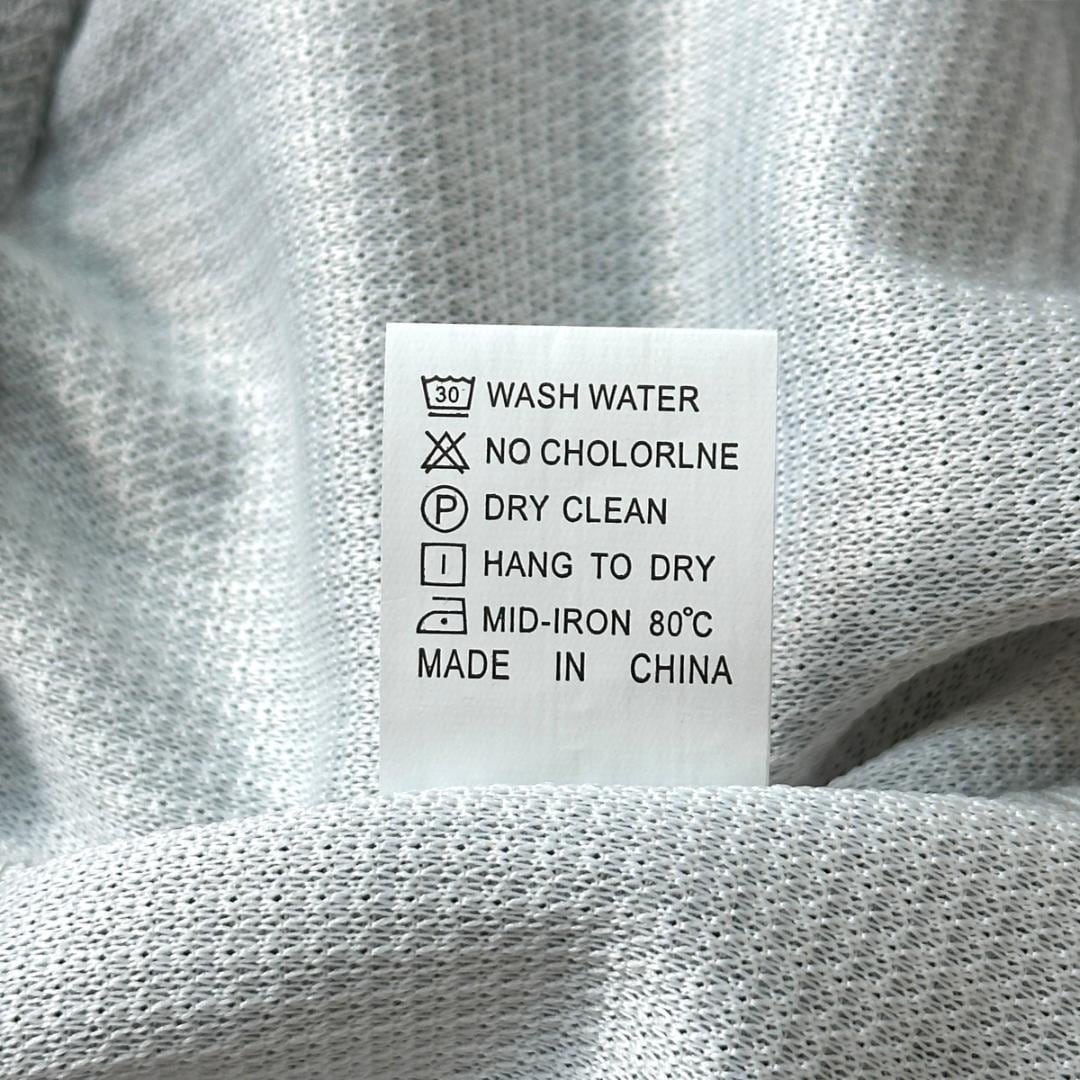 30 WASH WATER
NO CHOLORLNE
P DRY CLEAN
HANG TO DRY
MID-IRON 80°C
MADE IN CHINA